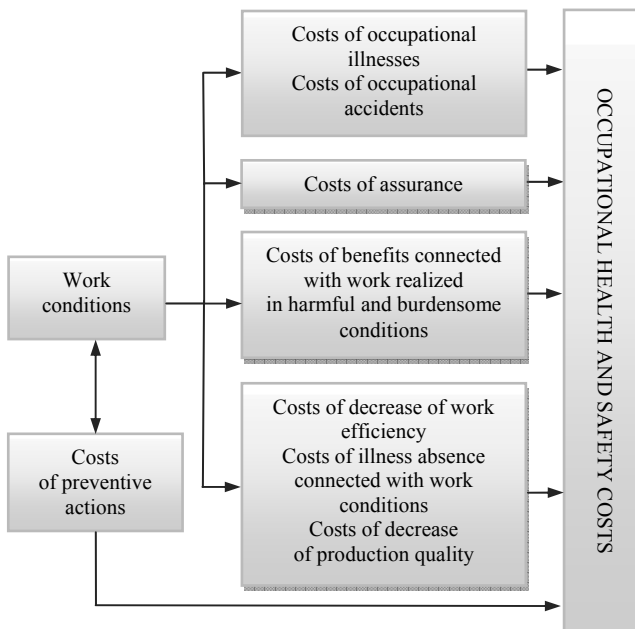 Costs of occupational
illnesses
Costs of occupational
accidents
Costs of assurance
Costs of benefits connected
with work realized
in harmful and burdensome
conditions
Work
conditions
Costs of decrease of work
efficiency
Costs of illness absence
connected with work
conditions
Costs of decrease
of production quality
Costs
of preventive
actions
OCCUPATIONAL HEALTH AND SAFETY COSTS